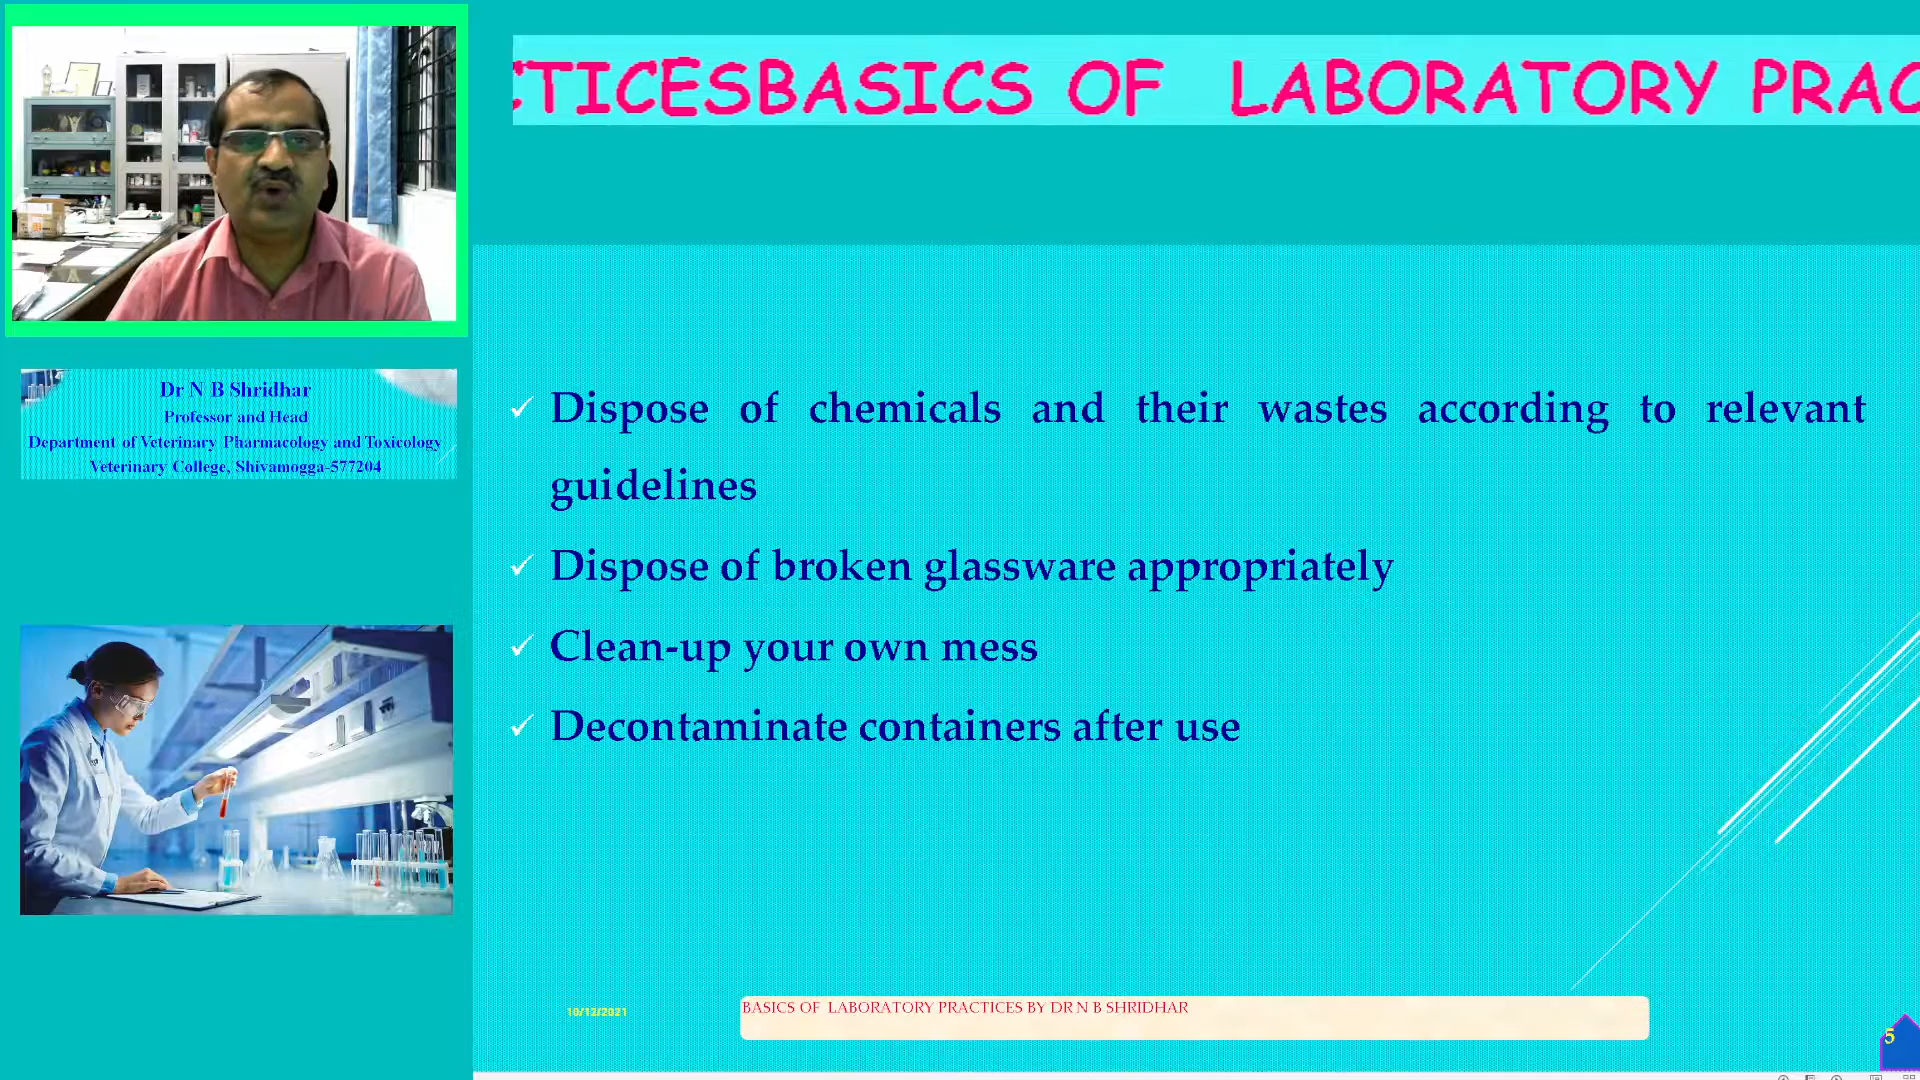 CTICESBASICS OF LABORATORY PRAC
Dr N B Shridhar
Professor and Head
Department of Veterinary Pharmacology and Toxicology
Veterinary College, Shivamogga-577204
✓ Dispose of chemicals and their wastes according to relevant
guidelines
✓ Dispose of broken glassware appropriately
✓ Clean-up your own mess
✓ Decontaminate containers after use
10/12/2021
BASICS OF LABORATORY PRACTICES BY DR N B SHRIDHAR
5